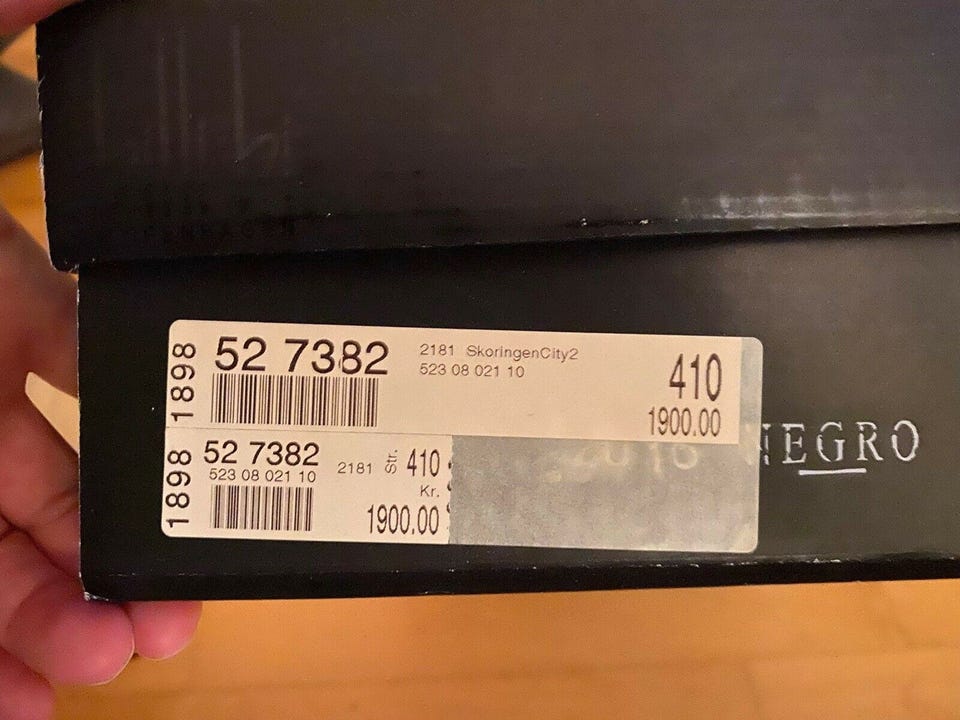 1898
52 7382
2181 SkoringenCity2
523 08 021 10
410
1900.00
1898
52 7382
523 08 021 10
2181 Str. 410
Kr.
1900.00
NEGRO